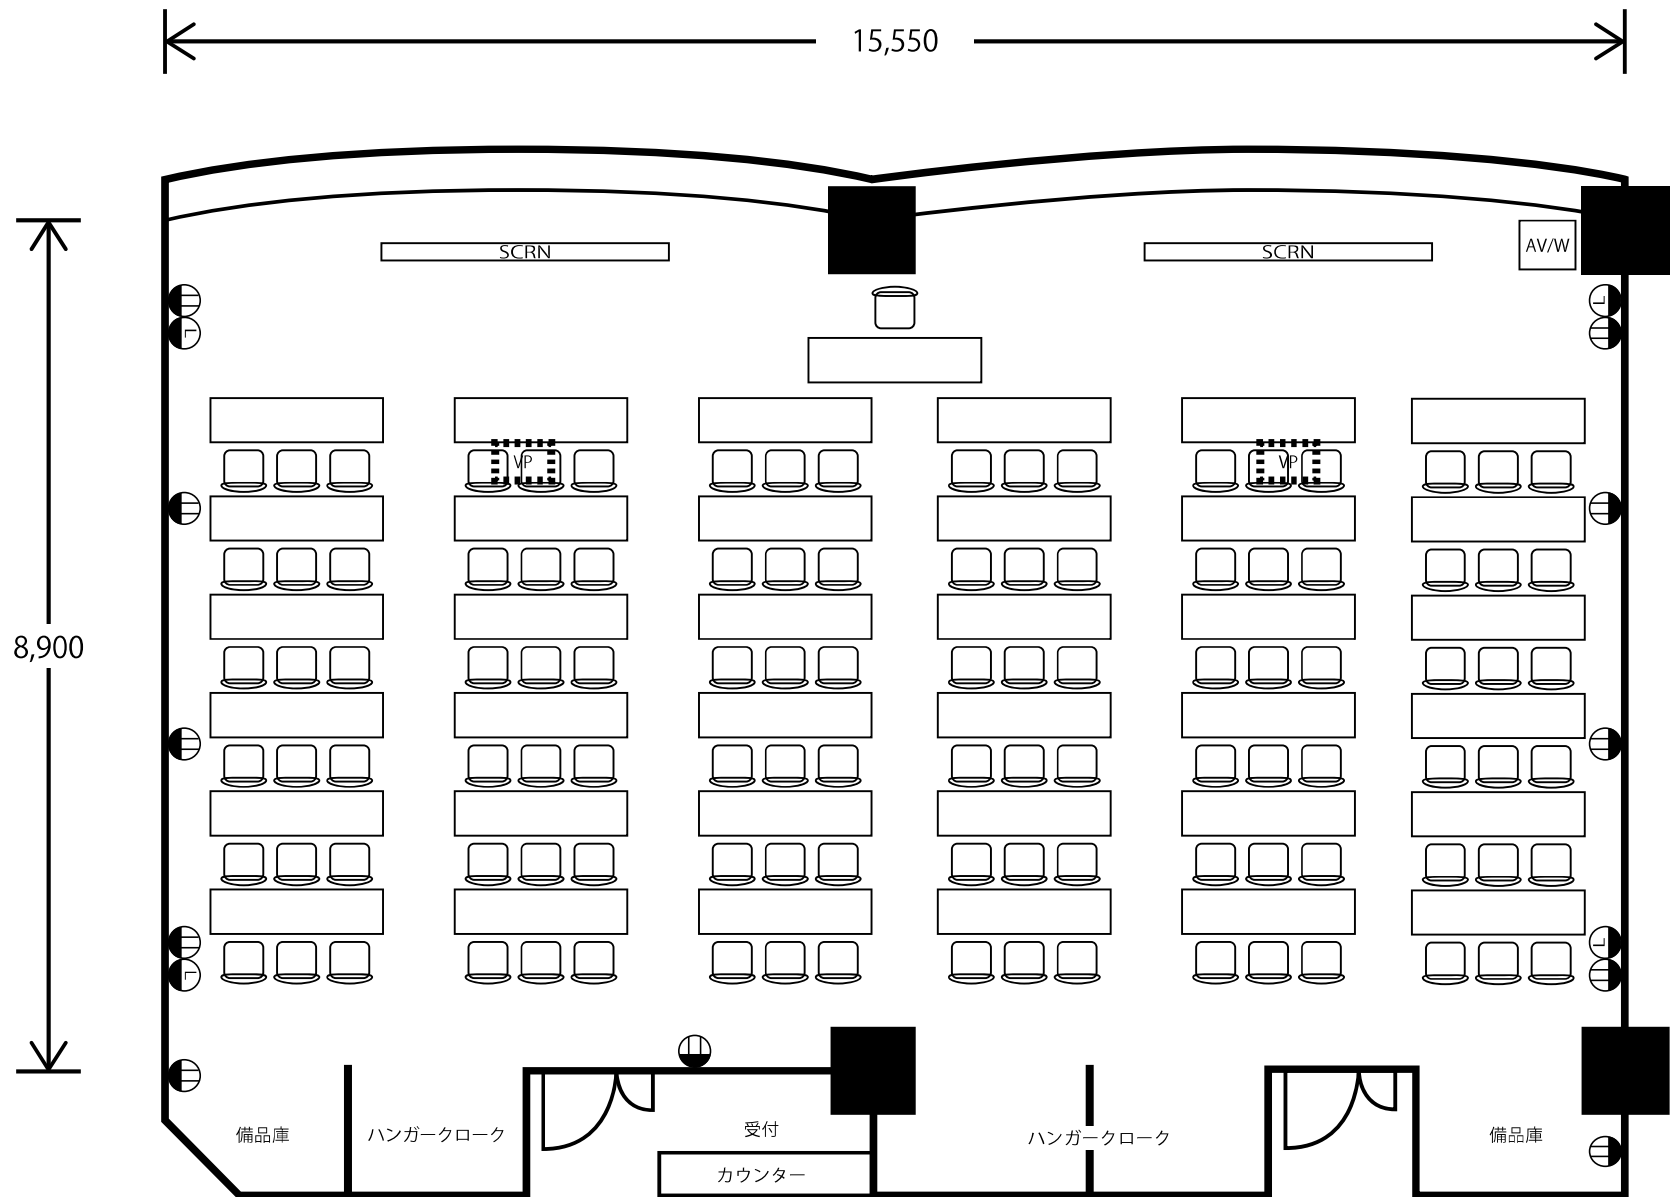 15,550
SCRN
SCRN
AV/W
L
L
VP
VP
8,900
L
L
備品庫
ハンガークローク
受付
カウンター
ハンガークローク
備品庫